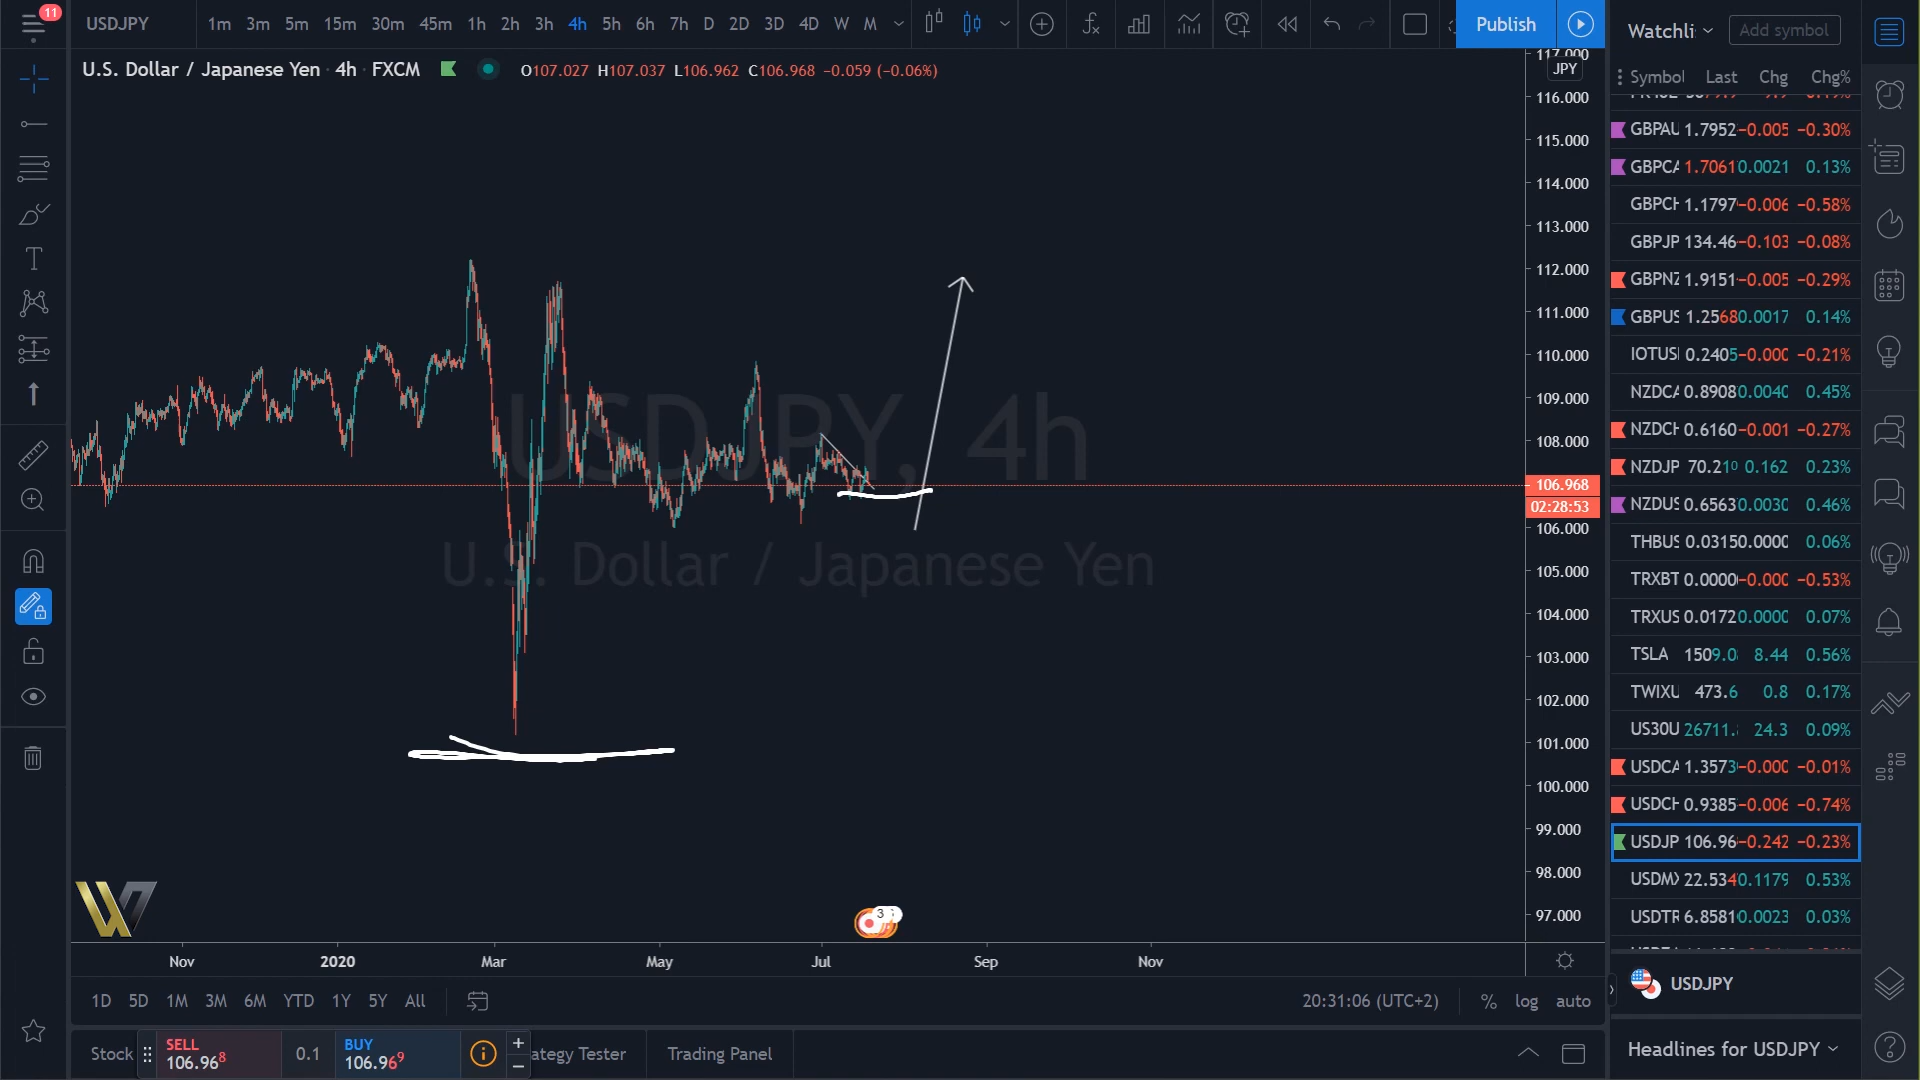 11
USDJPY 1m 3m 5m 15m 30m 45m 1h 2h 3h 4h 5h 6h 7h D 2D 3D 4D W M Publish
U.S. Dollar / Japanese Yen · 4h · FXCM O107.027 H107.037 L106.962 C106.968 −0.059 (−0.06%)
USDJPY, 4h
U.S. Dollar / Japanese Yen
117.000
JPY
116.000
115.000
114.000
113.000
112.000
111.000
110.000
109.000
108.000
106.968
02:28:53
106.000
105.000
104.000
103.000
102.000
101.000
100.000
99.000
98.000
97.000
3
Nov 2020 Mar May Jul Sep Nov
1D 5D 1M 3M 6M YTD 1Y 5Y All 20:31:06 (UTC+2) % log auto
Stock SELL 106.968 0.1 BUY 106.969 ategy Tester Trading Panel
Watchli Add symbol
Symbol Last Chg Chg%
GBPAU 1.7952 −0.005 −0.30%
GBPCA 1.7061 0.0021 0.13%
GBPCH 1.1797 −0.006 −0.58%
GBPJP 134.46 −0.103 −0.08%
GBPNZ 1.9151 −0.005 −0.29%
GBPUS 1.2568 0.0017 0.14%
IOTUS 0.2405 −0.000 −0.21%
NZDCA 0.8908 0.0040 0.45%
NZDCH 0.6160 −0.001 −0.27%
NZDJP 70.210 0.162 0.23%
NZDUS 0.6563 0.0030 0.46%
THBUS 0.0315 0.0000 0.06%
TRXBT 0.0000 −0.000 −0.53%
TRXUS 0.0172 0.0000 0.07%
TSLA 1509.0 8.44 0.56%
TWIXU 473.6 0.8 0.17%
US30U 26711. 24.3 0.09%
USDCA 1.3573 −0.000 −0.01%
USDCH 0.9385 −0.006 −0.74%
USDJP 106.96 −0.242 −0.23%
USDMX 22.534 0.1179 0.53%
USDTR 6.8581 0.0023 0.03%
USDJPY
Headlines for USDJPY